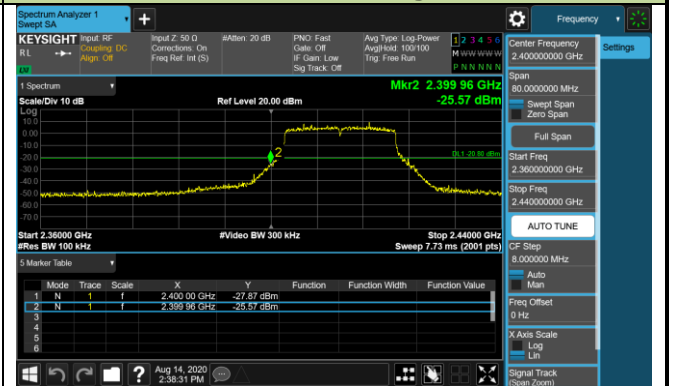 Spectrum Analyzer 1
Swept SA
Frequency
KEYSIGHT
RL
Input: RF
Coupling: DC
Align: Off
Input Z: 50 Ω
Corrections: On
Freq Ref: Int (S)
#Atten: 20 dB
PNO: Fast
Gate: Off
IF Gain: Low
Sig Track: Off
Avg Type: Log-Power
Avg|Hold: 100/100
Trig: Free Run
1 2 3 4 5 6
M W W W W W
P N N N N N
1 Spectrum
Mkr2 2.399 96 GHz
Scale/Div 10 dB
Ref Level 20.00 dBm
-25.57 dBm
Log
10.0
0.00
-10.0
-20.0
-30.0
-40.0
-50.0
-60.0
-70.0
2
Start 2.36000 GHz
#Video BW 300 kHz
Stop 2.44000 GHz
#Res BW 100 kHz
Sweep 7.73 ms (2001 pts)
5 Marker Table
Mode Trace Scale X Y Function Function Width Function Value
1 N 1 f 2.400 00 GHz -27.87 dBm
2 N 1 f 2.399 96 GHz -25.57 dBm
3
4
5
6
Aug 14, 2020
2:38:31 PM
Center Frequency
2.400000000 GHz
Settings
Span
80.0000000 MHz
Swept Span
Zero Span
Full Span
Start Freq
2.360000000 GHz
Stop Freq
2.440000000 GHz
AUTO TUNE
CF Step
8.000000 MHz
Auto
Man
Freq Offset
0 Hz
X Axis Scale
Log
Lin
Signal Track
(Span Zoom)